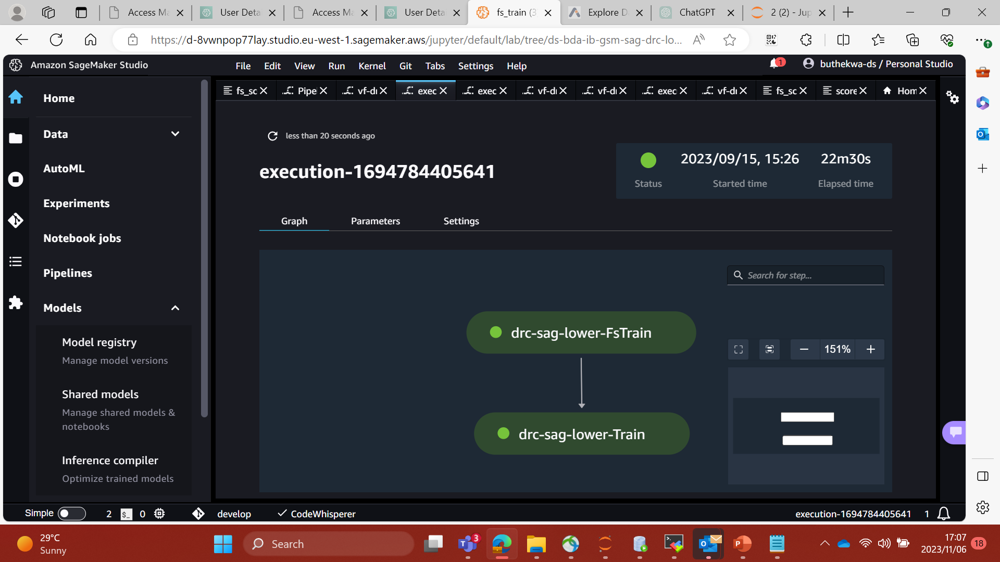 Access Ma
User Deta
Access Ma
User Deta
fs_train (3
Explore D
ChatGPT
2 (2) - Jup
https://d-8vwnpop77lay.studio.eu-west-1.sagemaker.aws/jupyter/default/lab/tree/ds-bda-ib-gsm-sag-drc-lo...
Amazon SageMaker Studio
File Edit View Run Kernel Git Tabs Settings Help
1
buthekwa-ds / Personal Studio
fs_sc
Pipe
vf-d
exec
exec
vf-d
vf-d
exec
vf-d
fs_sc
score
Hom
Home
Data
AutoML
Experiments
Notebook jobs
Pipelines
Models
Model registry
Manage model versions
Shared models
Manage shared models &
notebooks
Inference compiler
Optimize trained models
less than 20 seconds ago
execution-1694784405641
2023/09/15, 15:26 22m30s
Status Started time Elapsed time
Graph Parameters Settings
Search for step...
drc-sag-lower-FsTrain
151%
drc-sag-lower-Train
Simple 2 $_ 0 develop CodeWhisperer
execution-1694784405641 1
29°C
Sunny
Search
3
17:07
2023/11/06
18